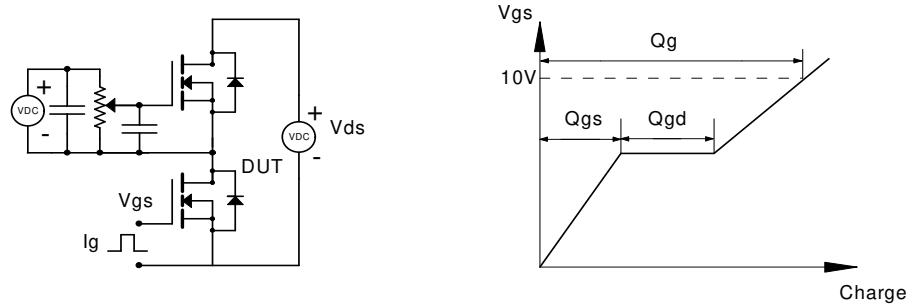 VDC
+
-
VDC
+
-
Vds
DUT
Vgs
Ig
Vgs
Qg
10V
Qgs
Qgd
Charge